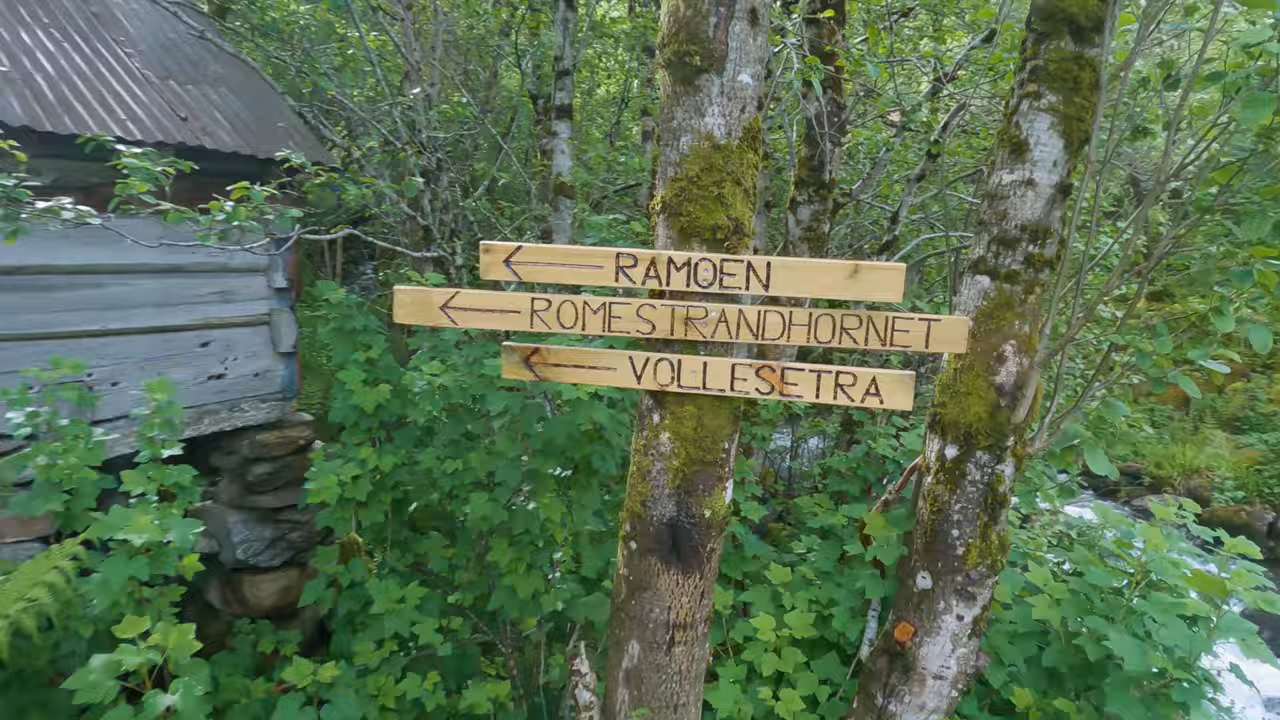 ← RAMOEN
← ROMESTRANDHORNET
← VOLLESETRA